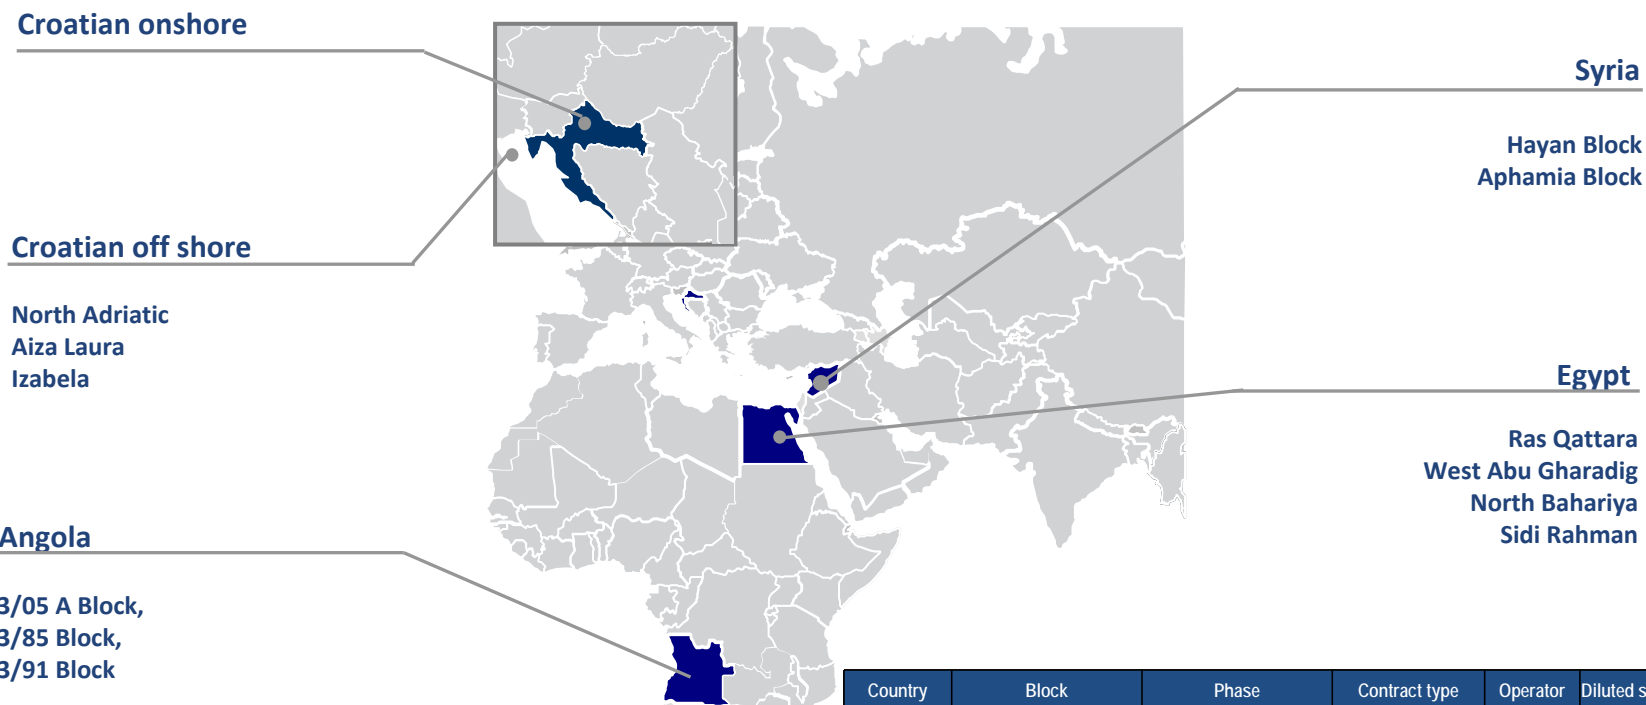 Croatian onshore
Croatian off shore
North Adriatic
Aiza Laura
Izabela
Angola
3/05 A Block,
3/85 Block,
3/91 Block
Syria
Hayan Block
Aphamia Block
Egypt
Ras Qattara
West Abu Gharadig
North Bahariya
Sidi Rahman
Country Block Phase Contract type Operator Diluted s